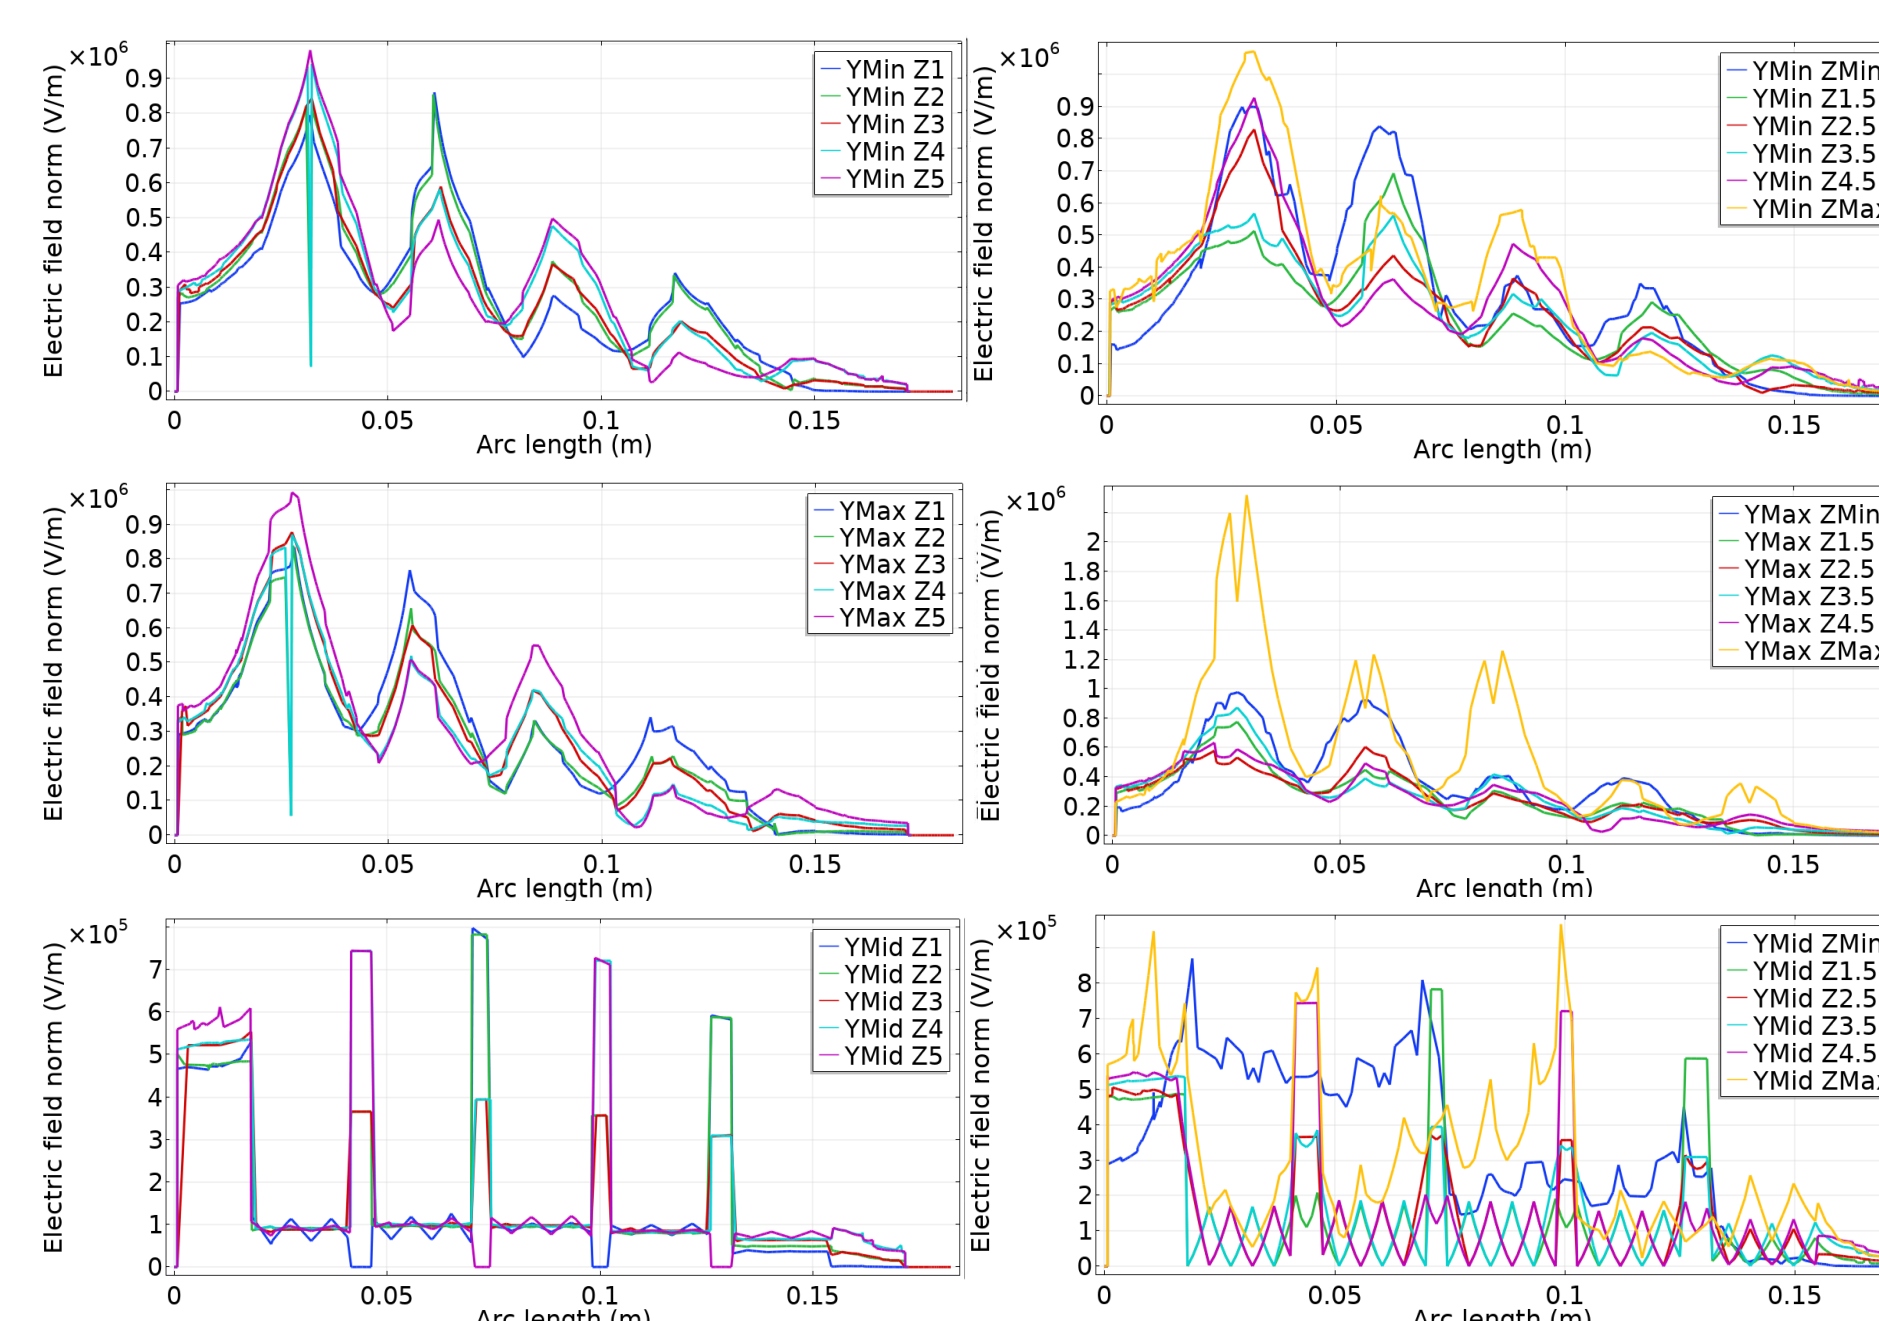 ×10⁶
Electric field norm (V/m)
0.9
0.8
0.7
0.6
0.5
0.4
0.3
0.2
0.1
0
0 0.05 0.1 0.15
Arc length (m)
YMin Z1
YMin Z2
YMin Z3
YMin Z4
YMin Z5
×10⁶
Electric field norm (V/m)
0.9
0.8
0.7
0.6
0.5
0.4
0.3
0.2
0.1
0
0 0.05 0.1 0.15
Arc length (m)
YMin ZMin
YMin Z1.5
YMin Z2.5
YMin Z3.5
YMin Z4.5
YMin ZMax
×10⁶
Electric field norm (V/m)
0.9
0.8
0.7
0.6
0.5
0.4
0.3
0.2
0.1
0
0 0.05 0.1 0.15
Arc length (m)
YMax Z1
YMax Z2
YMax Z3
YMax Z4
YMax Z5
×10⁶
Electric field norm (V/m)
2
1.8
1.6
1.4
1.2
1
0.8
0.6
0.4
0.2
0
0 0.05 0.1 0.15
Arc length (m)
YMax ZMin
YMax Z1.5
YMax Z2.5
YMax Z3.5
YMax Z4.5
YMax ZMax
×10⁵
Electric field norm (V/m)
7
6
5
4
3
2
1
0
0 0.05 0.1 0.15
Arc length (m)
YMid Z1
YMid Z2
YMid Z3
YMid Z4
YMid Z5
×10⁵
Electric field norm (V/m)
8
7
6
5
4
3
2
1
0
0 0.05 0.1 0.15
Arc length (m)
YMid ZMin
YMid Z1.5
YMid Z2.5
YMid Z3.5
YMid Z4.5
YMid ZMax